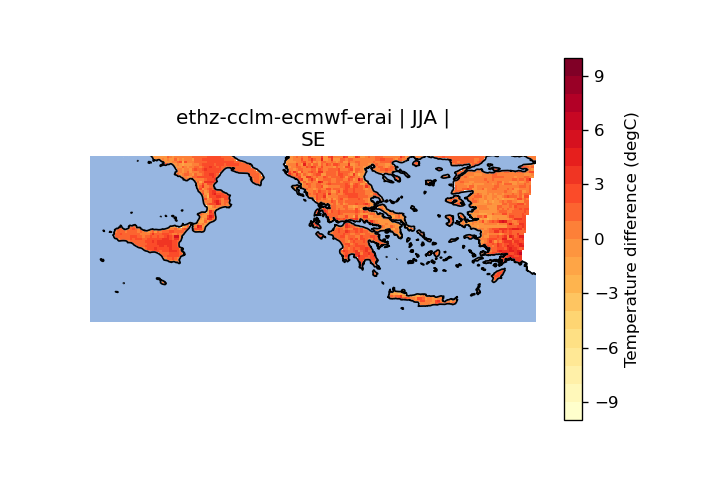 ethz-cclm-ecmwf-erai | JJA |
SE
9
6
3
0
−3
−6
−9
Temperature difference (degC)